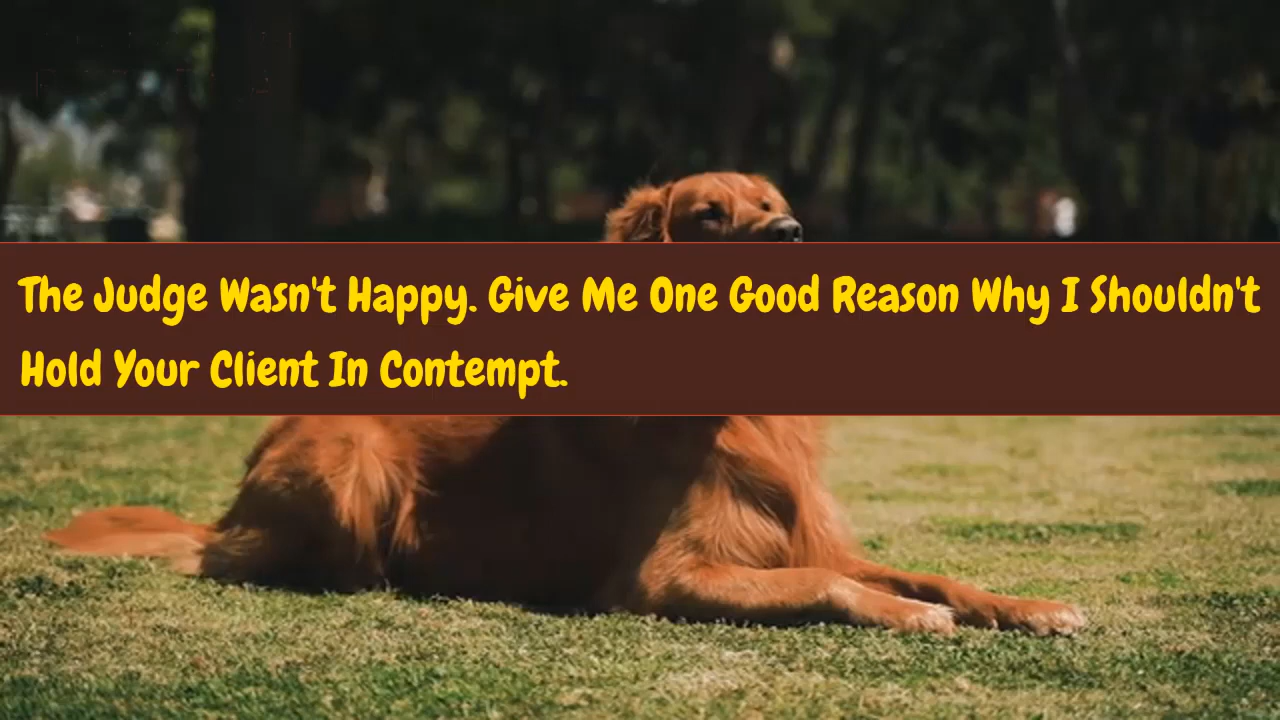 The Judge Wasn't Happy. Give Me One Good Reason Why I Shouldn't
Hold Your Client In Contempt.